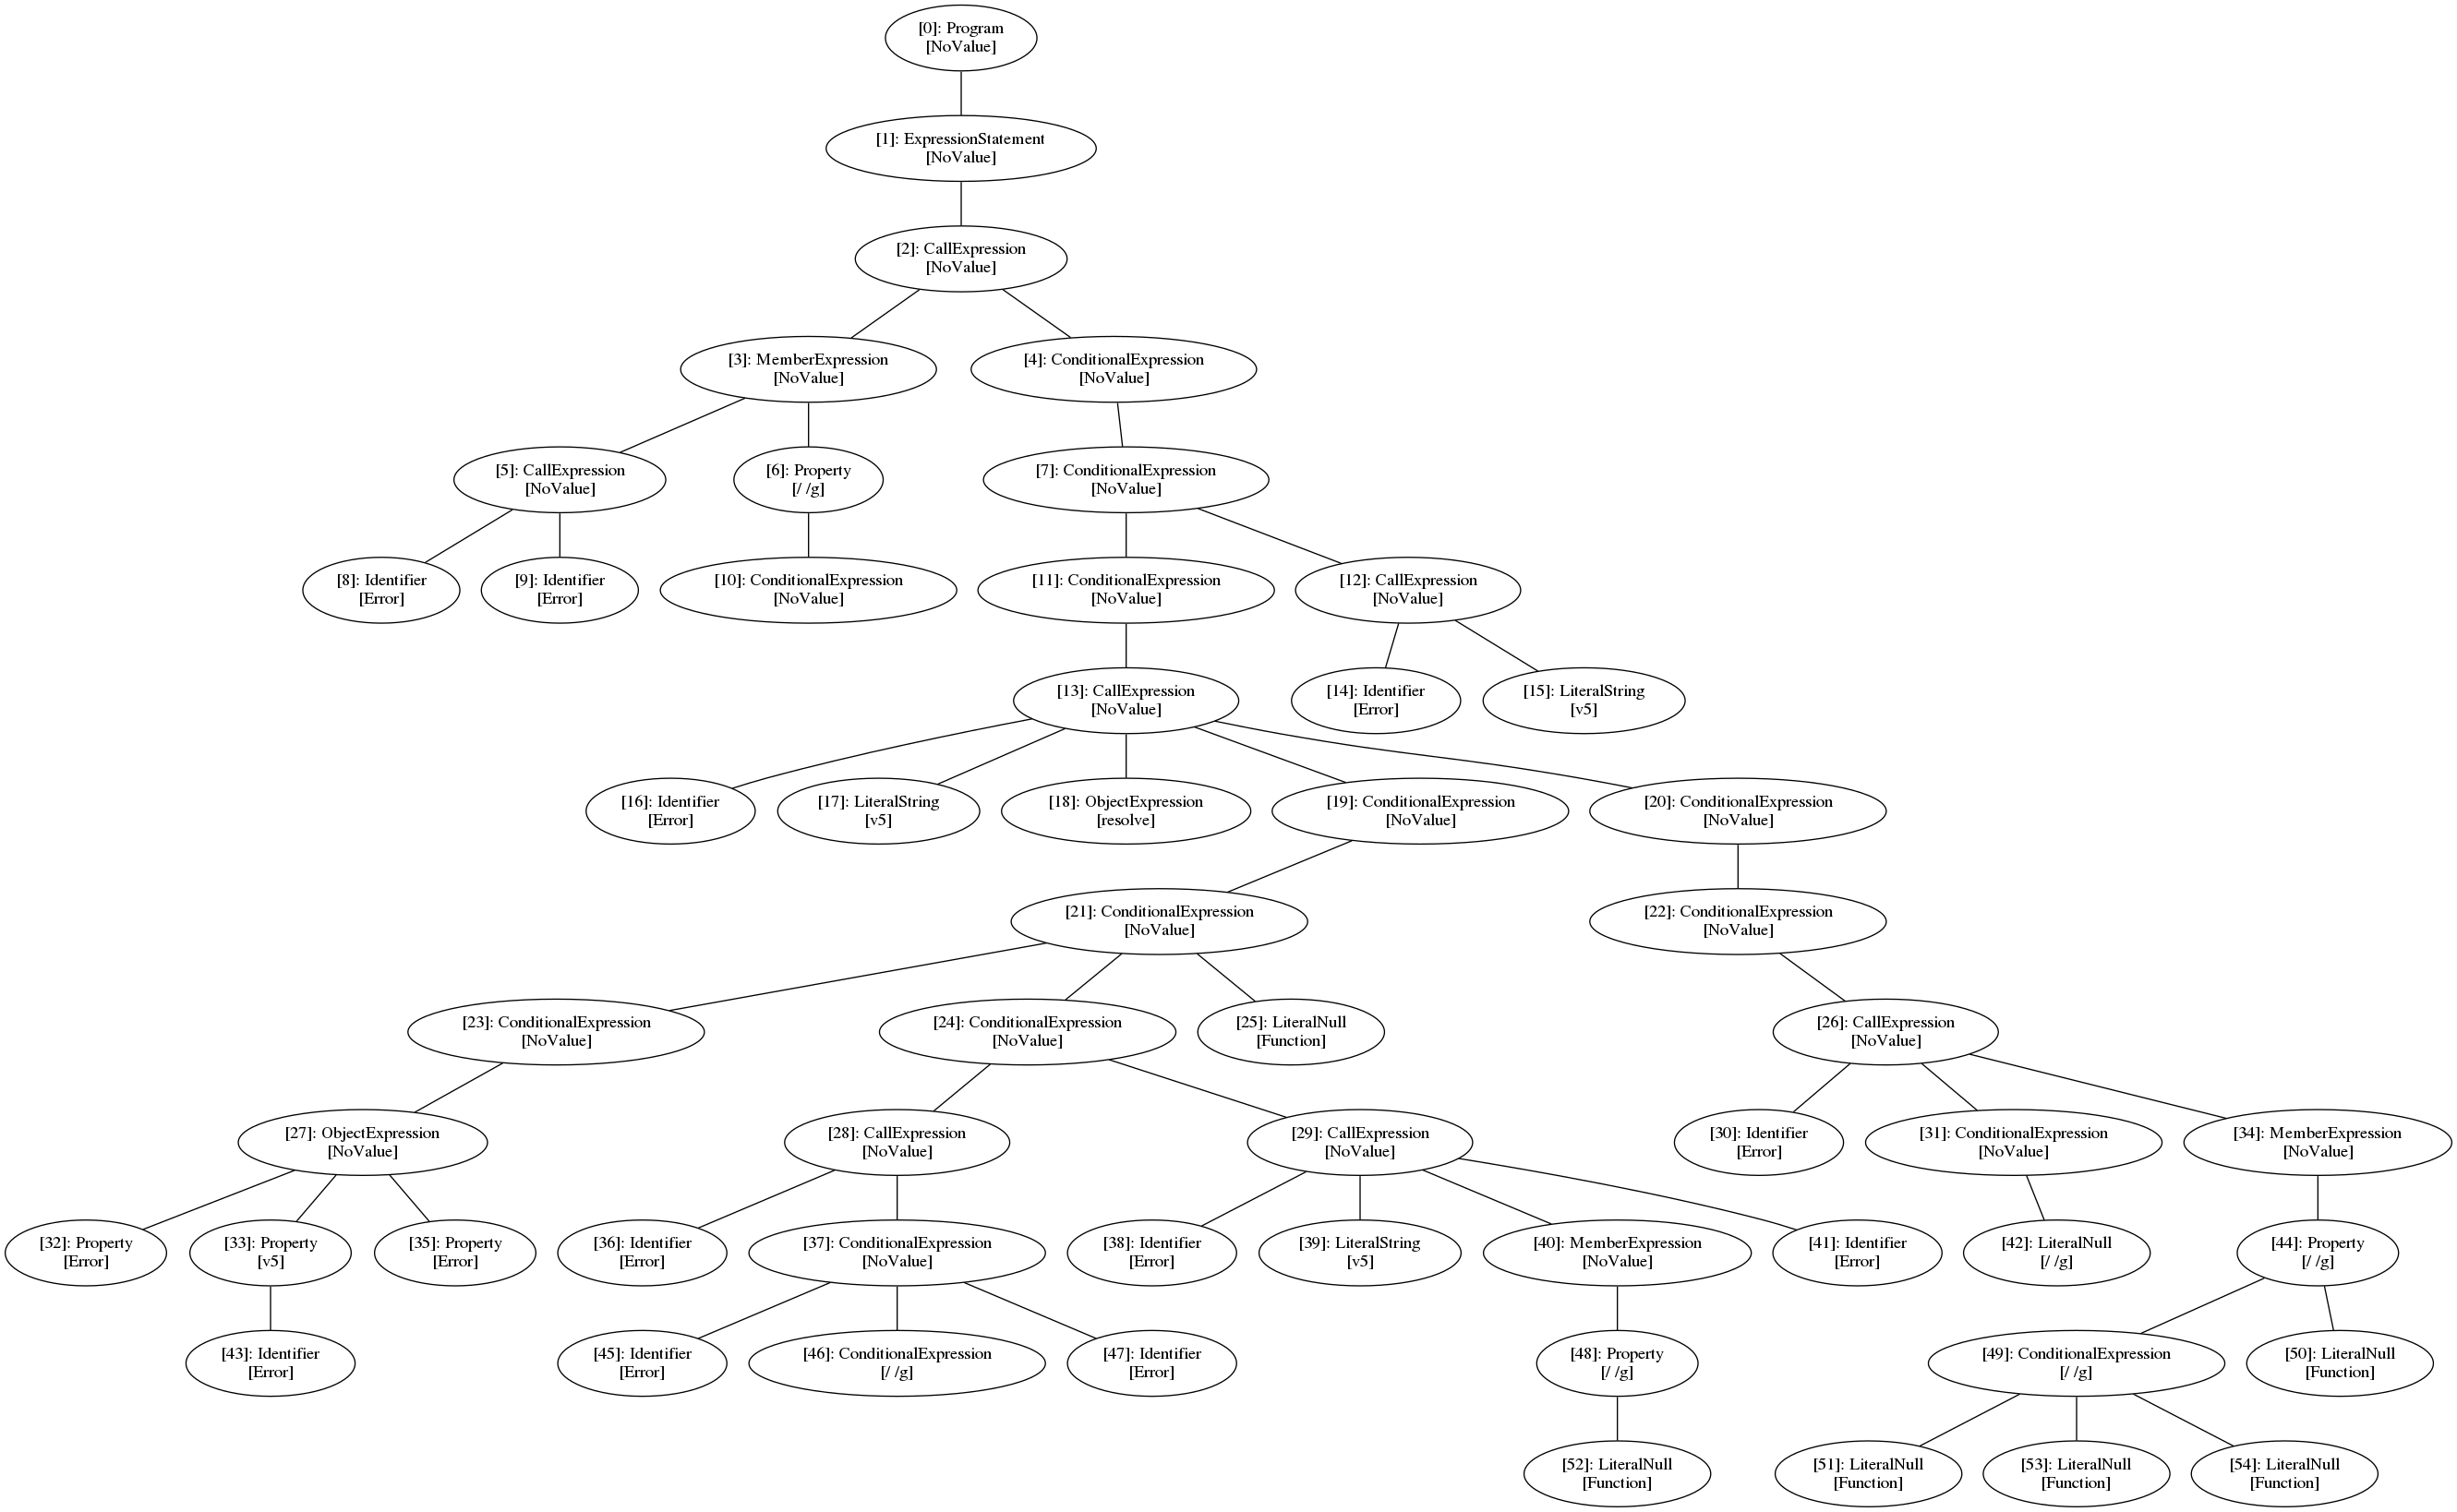 [0]: Program
[NoValue]
[1]: ExpressionStatement
[NoValue]
[2]: CallExpression
[NoValue]
[3]: MemberExpression
[NoValue]
[4]: ConditionalExpression
[NoValue]
[5]: CallExpression
[NoValue]
[6]: Property
[/ /g]
[7]: ConditionalExpression
[NoValue]
[8]: Identifier
[Error]
[9]: Identifier
[Error]
[10]: ConditionalExpression
[NoValue]
[11]: ConditionalExpression
[NoValue]
[12]: CallExpression
[NoValue]
[13]: CallExpression
[NoValue]
[14]: Identifier
[Error]
[15]: LiteralString
[v5]
[16]: Identifier
[Error]
[17]: LiteralString
[v5]
[18]: ObjectExpression
[resolve]
[19]: ConditionalExpression
[NoValue]
[20]: ConditionalExpression
[NoValue]
[21]: ConditionalExpression
[NoValue]
[22]: ConditionalExpression
[NoValue]
[23]: ConditionalExpression
[NoValue]
[24]: ConditionalExpression
[NoValue]
[25]: LiteralNull
[Function]
[26]: CallExpression
[NoValue]
[27]: ObjectExpression
[NoValue]
[28]: CallExpression
[NoValue]
[29]: CallExpression
[NoValue]
[30]: Identifier
[Error]
[31]: ConditionalExpression
[NoValue]
[34]: MemberExpression
[NoValue]
[32]: Property
[Error]
[33]: Property
[v5]
[35]: Property
[Error]
[36]: Identifier
[Error]
[37]: ConditionalExpression
[NoValue]
[38]: Identifier
[Error]
[39]: LiteralString
[v5]
[40]: MemberExpression
[NoValue]
[41]: Identifier
[Error]
[42]: LiteralNull
[/ /g]
[44]: Property
[/ /g]
[43]: Identifier
[Error]
[45]: Identifier
[Error]
[46]: ConditionalExpression
[/ /g]
[47]: Identifier
[Error]
[48]: Property
[/ /g]
[49]: ConditionalExpression
[/ /g]
[50]: LiteralNull
[Function]
[52]: LiteralNull
[Function]
[51]: LiteralNull
[Function]
[53]: LiteralNull
[Function]
[54]: LiteralNull
[Function]